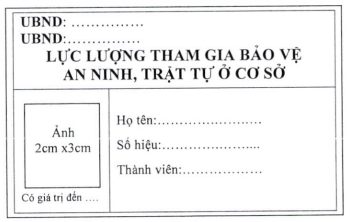 UBND: ……………
UBND:……………
LỰC LƯỢNG THAM GIA BẢO VỆ
AN NINH, TRẬT TỰ Ở CƠ SỞ
Ảnh
2cm x3cm
Có giá trị đến ….
Họ tên:……………………
Số hiệu:…………………...
Thành viên:………………